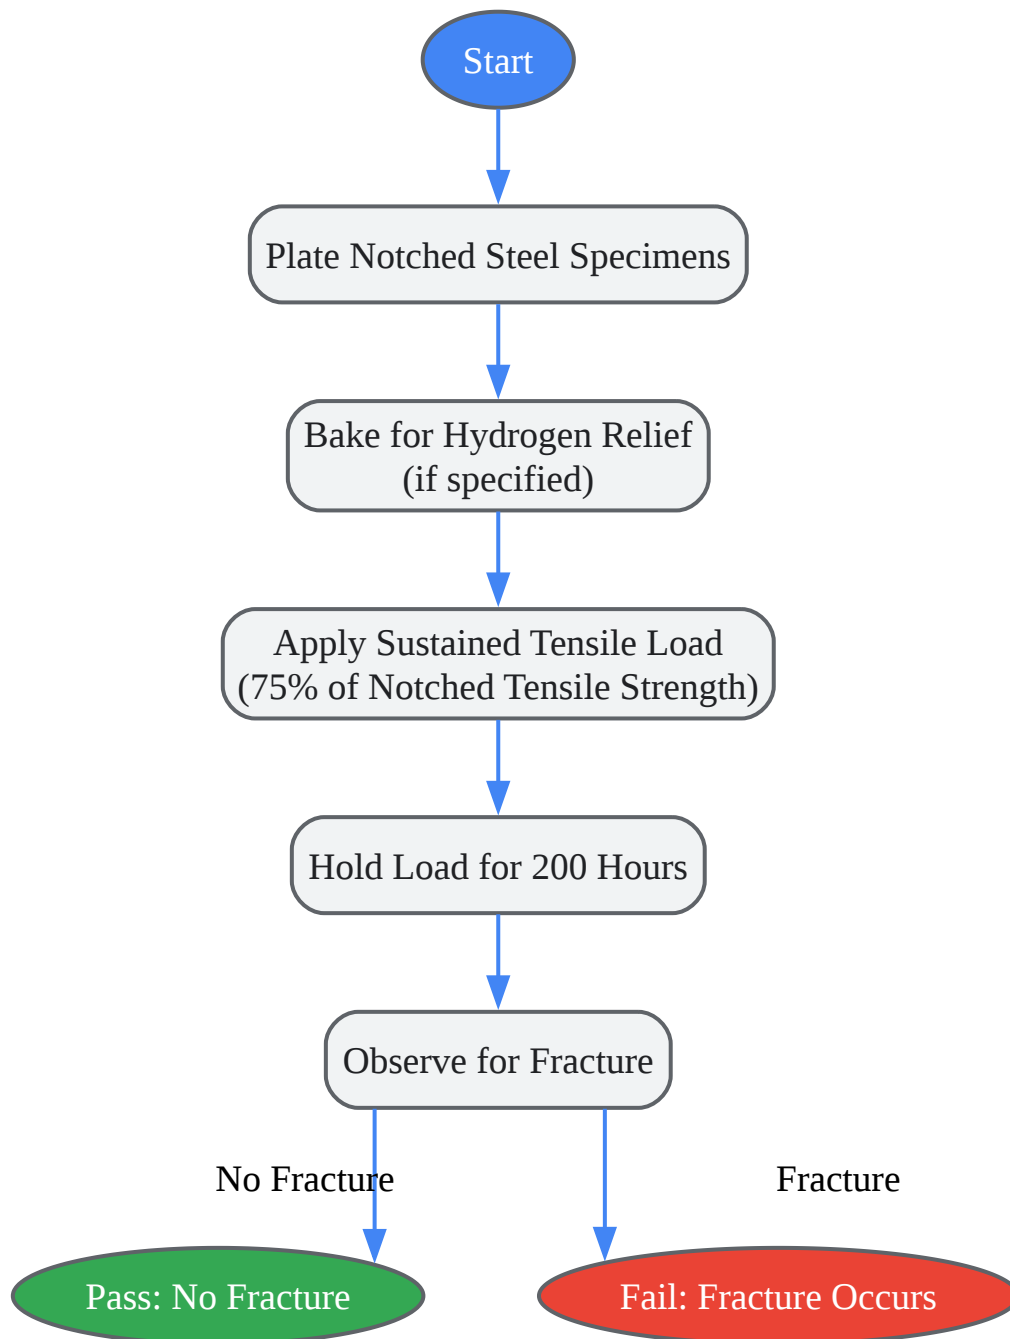 Start
Plate Notched Steel Specimens
Bake for Hydrogen Relief
(if specified)
Apply Sustained Tensile Load
(75% of Notched Tensile Strength)
Hold Load for 200 Hours
Observe for Fracture
No Fracture
Fracture
Pass: No Fracture
Fail: Fracture Occurs